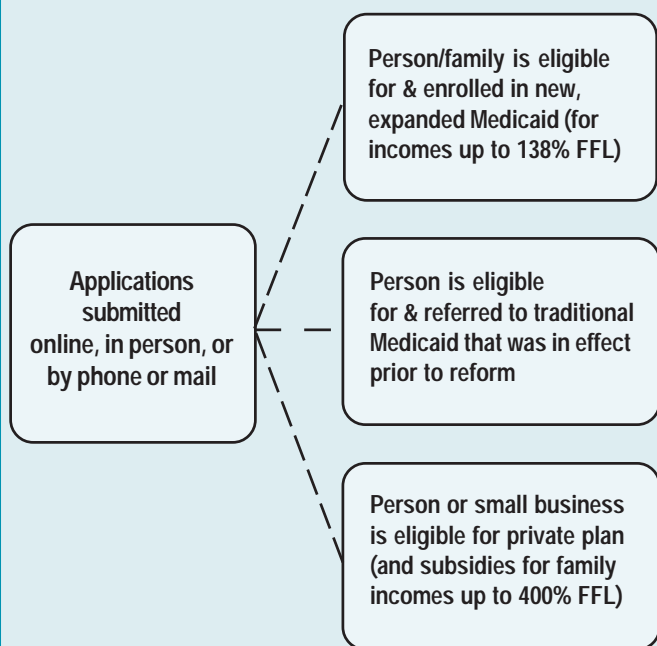 Person/family is eligible
for & enrolled in new,
expanded Medicaid (for
incomes up to 138% FFL)
Applications
submitted
online, in person, or
by phone or mail
Person is eligible
for & referred to traditional
Medicaid that was in effect
prior to reform
Person or small business
is eligible for private plan
(and subsidies for family
incomes up to 400% FFL)